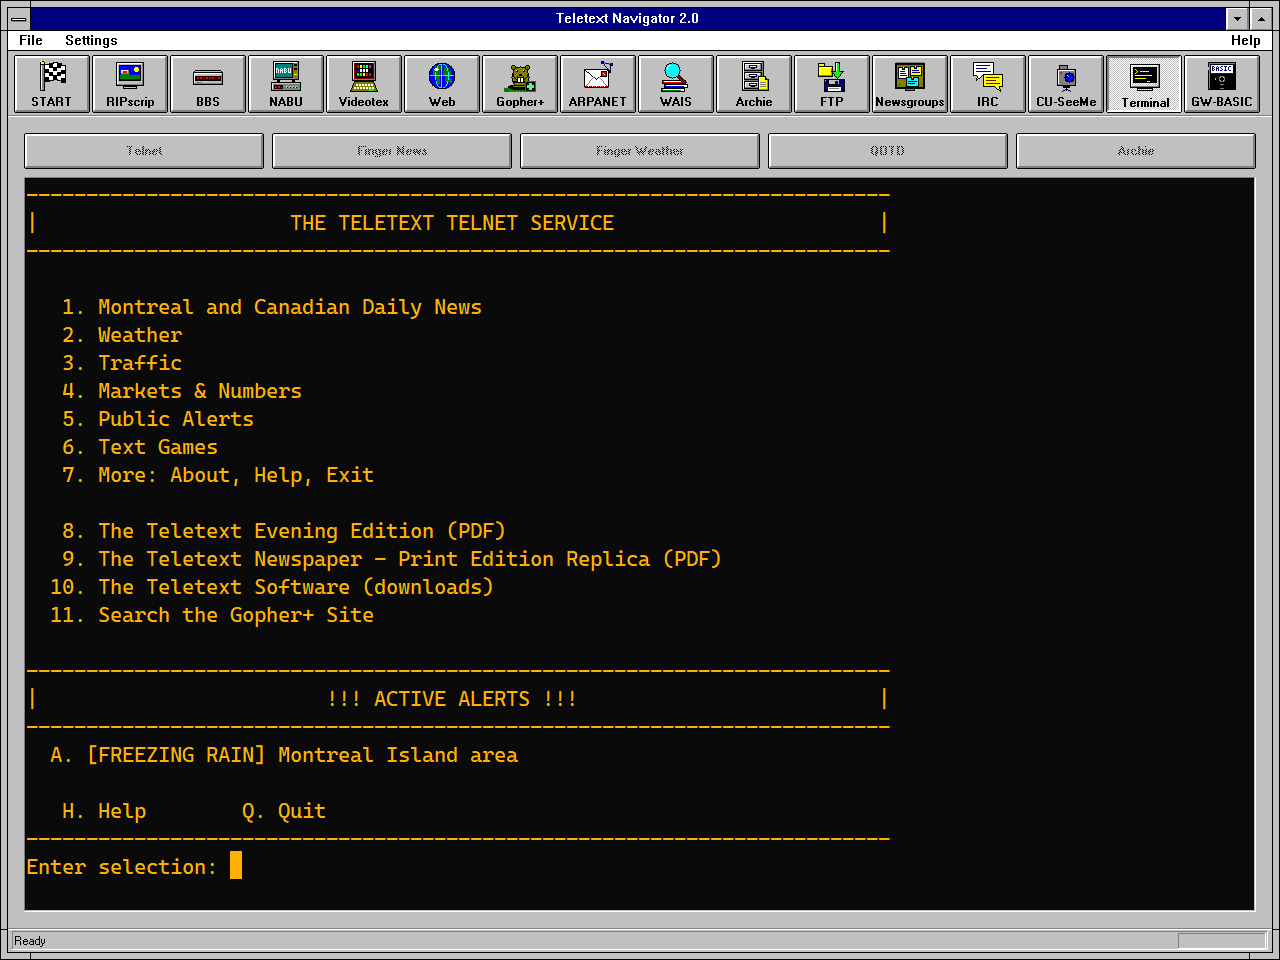 Teletext Navigator 2.0
File Settings Help
START RIPscrip BBS NABU Videotex Web Gopher+ ARPANET WAIS Archie FTP Newsgroups IRC CU-SeeMe Terminal GW-BASIC
Telnet Finger News Finger Weather QOTD Archie
THE TELETEXT TELNET SERVICE
1. Montreal and Canadian Daily News
2. Weather
3. Traffic
4. Markets & Numbers
5. Public Alerts
6. Text Games
7. More: About, Help, Exit
8. The Teletext Evening Edition (PDF)
9. The Teletext Newspaper – Print Edition Replica (PDF)
10. The Teletext Software (downloads)
11. Search the Gopher+ Site
!!! ACTIVE ALERTS !!!
A. [FREEZING RAIN] Montreal Island area
H. Help Q. Quit
Enter selection:
Ready